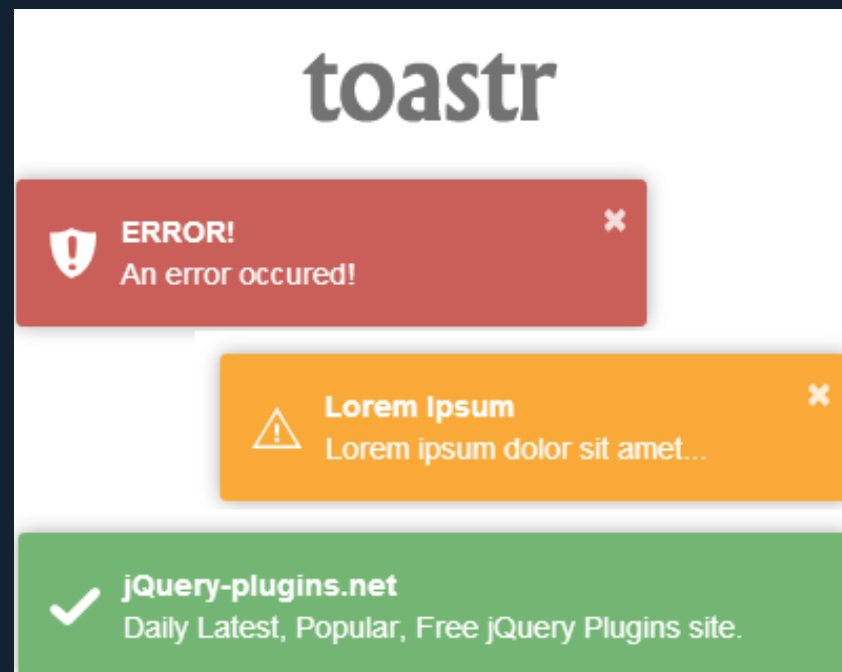 toastr
ERROR!
An error occured!
Lorem Ipsum
Lorem ipsum dolor sit amet...
jQuery-plugins.net
Daily Latest, Popular, Free jQuery Plugins site.